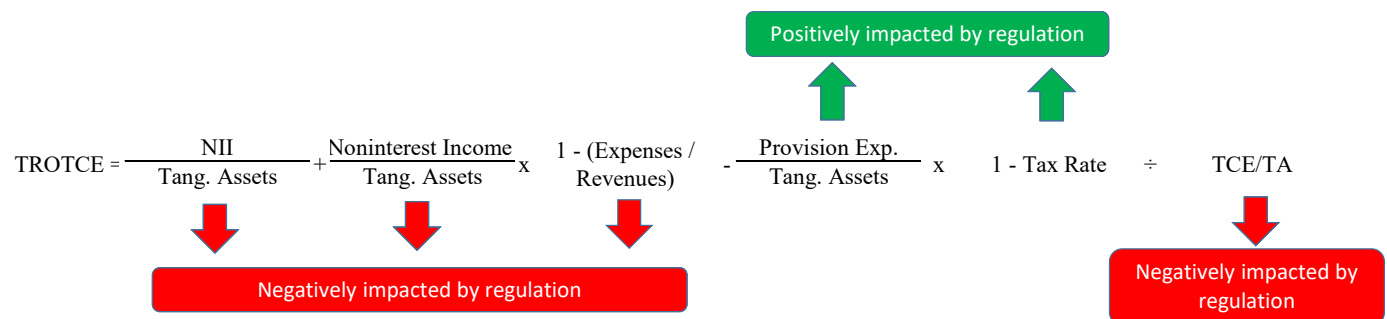 Positively impacted by regulation
TROTCE = NII / Tang. Assets + Noninterest Income / Tang. Assets x 1 - (Expenses / Revenues) - Provision Exp. / Tang. Assets x 1 - Tax Rate ÷ TCE/TA
Negatively impacted by regulation
Negatively impacted by
regulation